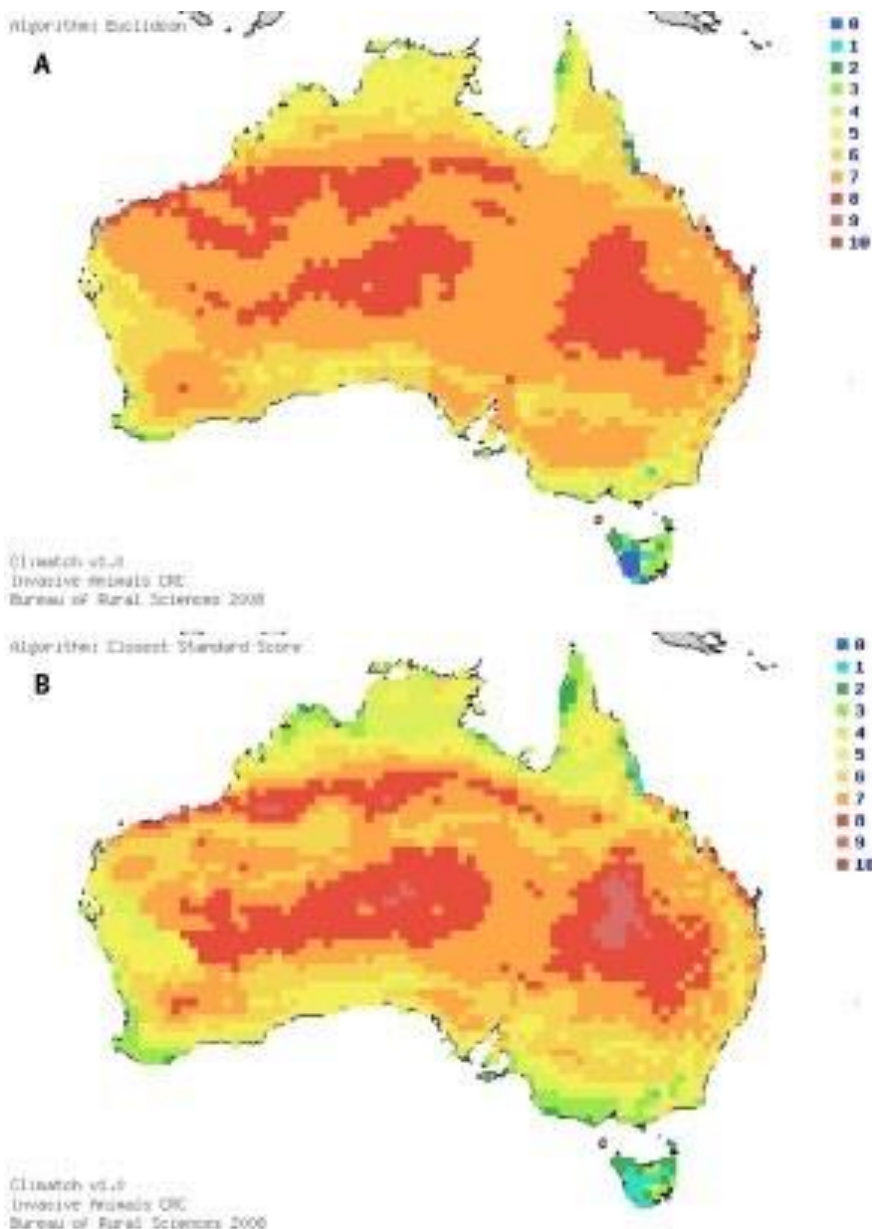 Algorithm: Euclidean
A
0
1
2
3
4
5
6
7
8
9
10
Climatch v1.0
Invasive Animals CRC
Bureau of Rural Sciences 2008
Algorithm: Closest Standard Score
B
0
1
2
3
4
5
6
7
8
9
10
Climatch v1.0
Invasive Animals CRC
Bureau of Rural Sciences 2008